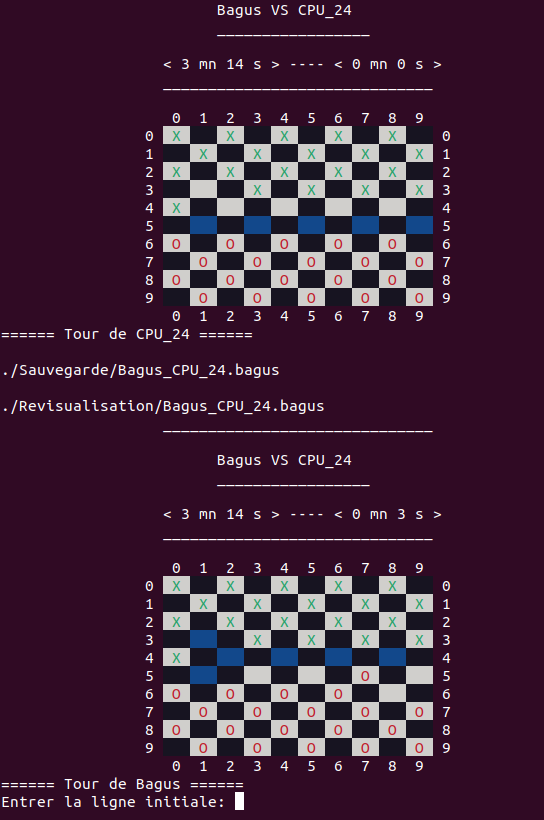 Bagus VS CPU_24
_________________
< 3 mn 14 s > ---- < 0 mn 0 s >
______________________________
0 1 2 3 4 5 6 7 8 9
0 X X X X X 0
1 X X X X X 1
2 X X X X X 2
3 X X X X 3
4 X 4
5 5
6 O O O O O 6
7 O O O O O 7
8 O O O O O 8
9 O O O O O 9
0 1 2 3 4 5 6 7 8 9
====== Tour de CPU_24 ======
./Sauvegarde/Bagus_CPU_24.bagus
./Revisualisation/Bagus_CPU_24.bagus
______________________________
Bagus VS CPU_24
_________________
< 3 mn 14 s > ---- < 0 mn 3 s >
______________________________
0 1 2 3 4 5 6 7 8 9
0 X X X X X 0
1 X X X X X 1
2 X X X X X 2
3 X X X X 3
4 X 4
5 O 5
6 O O O O 6
7 O O O O O 7
8 O O O O O 8
9 O O O O O 9
0 1 2 3 4 5 6 7 8 9
====== Tour de Bagus ======
Entrer la ligne initiale: